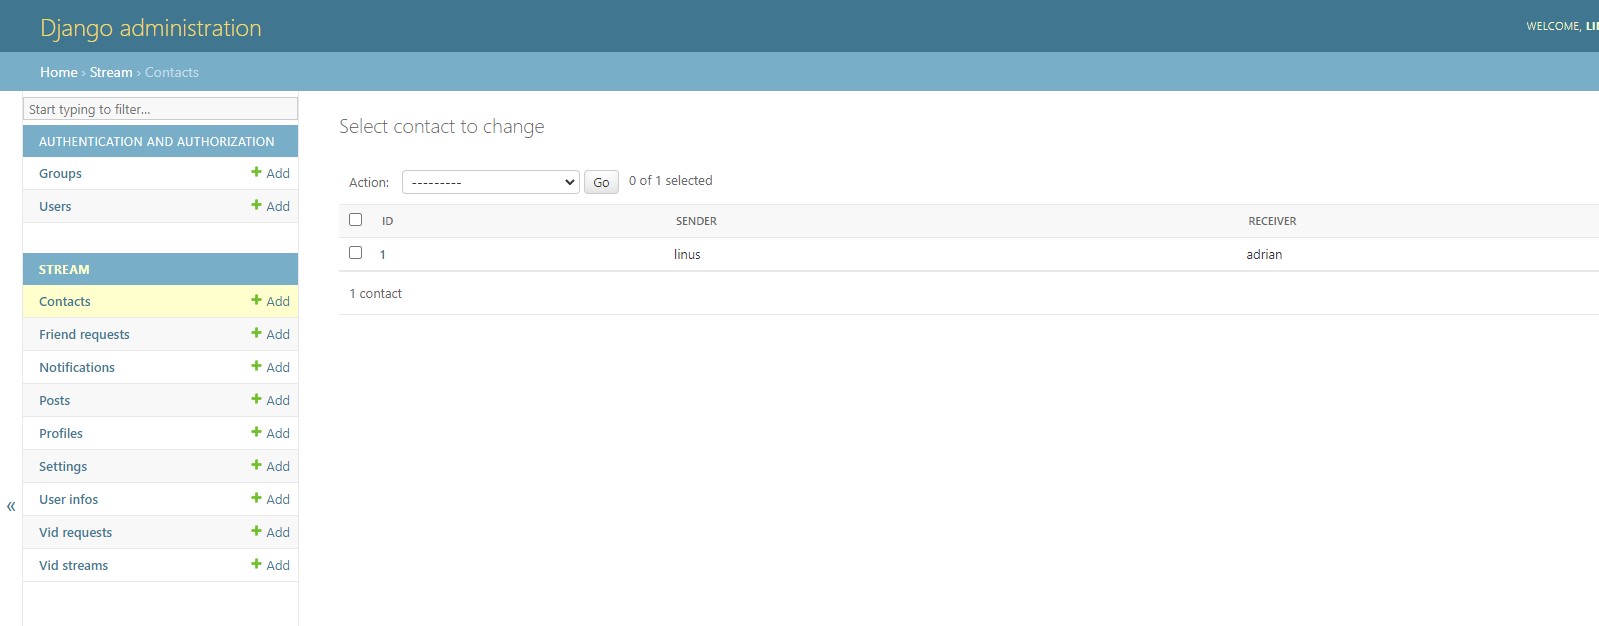 Django administration
WELCOME,
Home › Stream › Contacts
Start typing to filter...
AUTHENTICATION AND AUTHORIZATION
Groups + Add
Users + Add
STREAM
Contacts + Add
Friend requests + Add
Notifications + Add
Posts + Add
Profiles + Add
Settings + Add
User infos + Add
Vid requests + Add
Vid streams + Add
«
Select contact to change
Action: --------- Go 0 of 1 selected
ID SENDER RECEIVER
1 linus adrian
1 contact